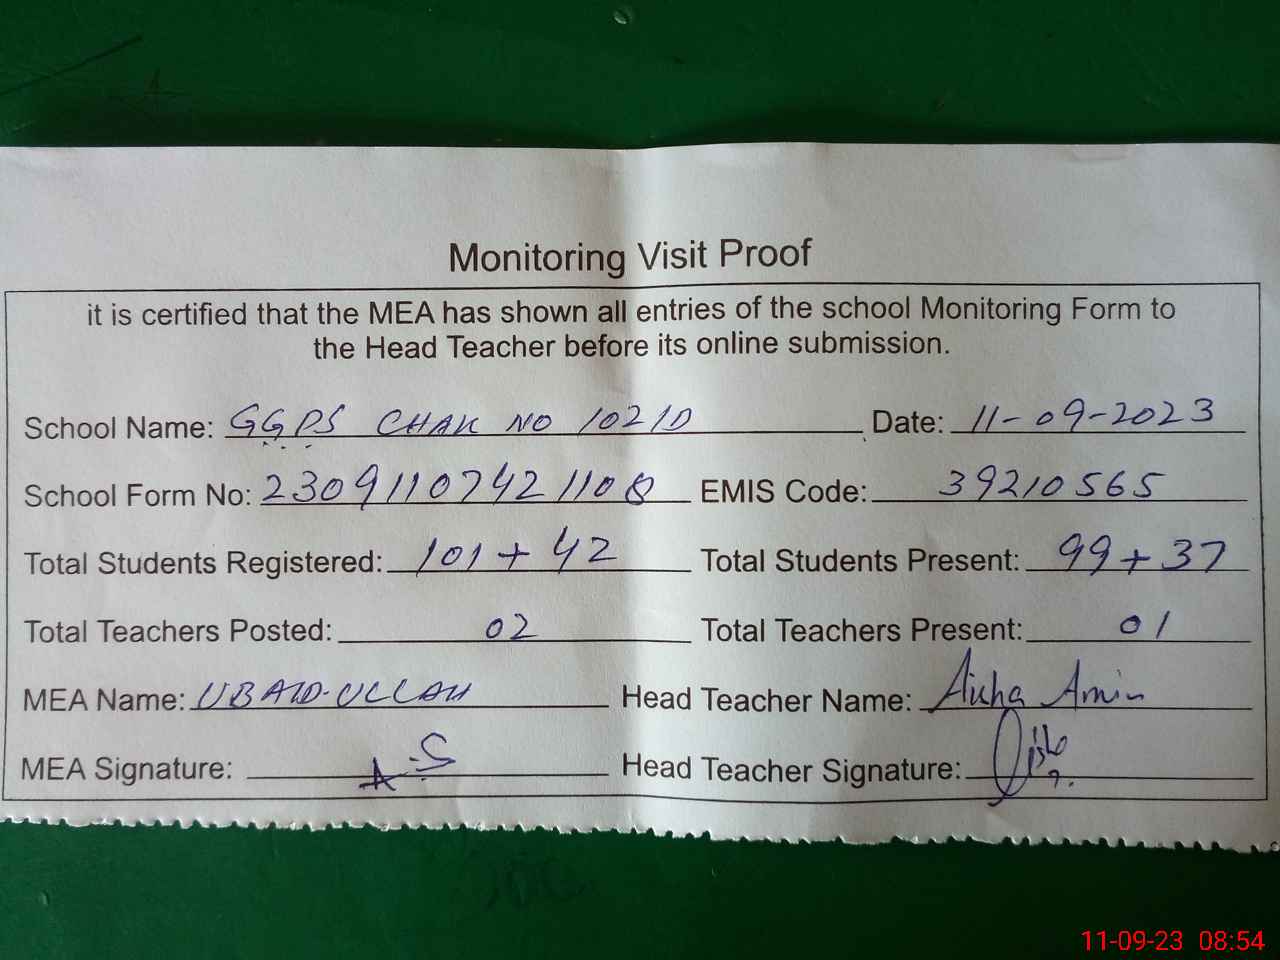 Monitoring Visit Proof
it is certified that the MEA has shown all entries of the school Monitoring Form to
the Head Teacher before its online submission.
School Name: GGPS CHAK NO 102/D Date: 11-09-2023
School Form No: 23091107421108 EMIS Code: 39210565
Total Students Registered: 101+42 Total Students Present: 99+37
Total Teachers Posted: 02 Total Teachers Present: 01
MEA Name: UBAID-ULLAH Head Teacher Name: Aisha Amin
MEA Signature: Head Teacher Signature:
11-09-23 08:54